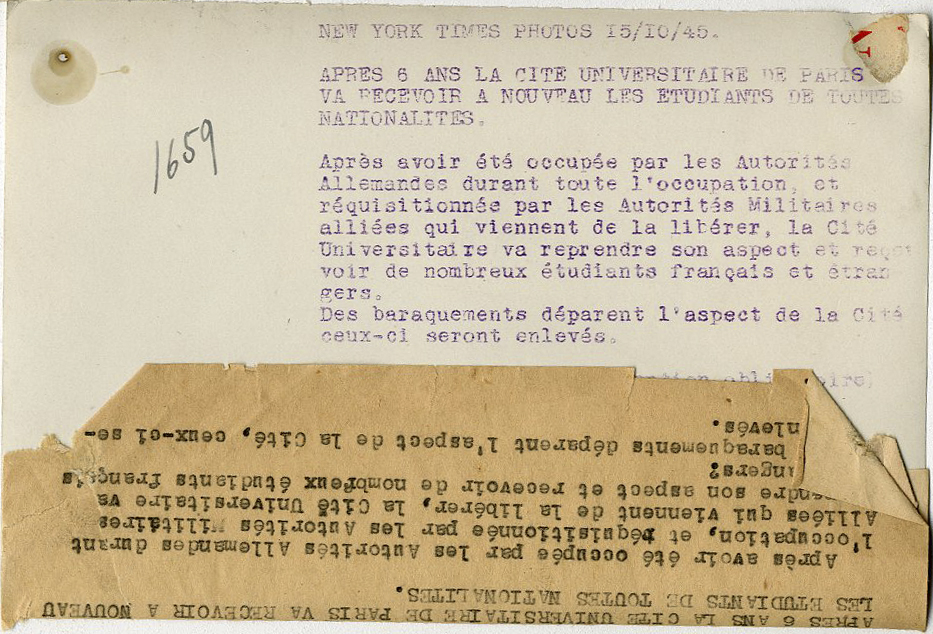 NEW YORK TIMES PHOTOS 15/10/45.
APRES 6 ANS LA CITE UNIVERSITAIRE DE PARIS
VA RECEVOIR A NOUVEAU LES ETUDIANTS DE TOUTES
NATIONALITES.
1659
Après avoir été occupée par les Autorités
Allemandes durant toute l'occupation, et
réquisitionnée par les Autorités Militaires
alliées qui viennent de la libérer, la Cité
Universitaire va reprendre son aspect et reçe
voir de nombreux étudiants français et étran
gers.
Des baraquements déparent l'aspect de la Cité
ceux-ci seront enlevés.
APRES 6 ANS LA CITE UNIVERSITAIRE DE PARIS VA RECEVOIR A NOUVEAU
LES ETUDIANTS DE TOUTES NATIONALITES.
Après avoir été occupée par les Autorités Allemandes durant
l'occupation, et réquisitionnée par les Autorités Militaires
Alliées qui viennent de la libérer, la Cité Universitaire va
endre son aspect et recevoir de nombreux étudiants français
angers?
baraquements déparent l'aspect de la Cité, ceux-ci se-
nlevés.